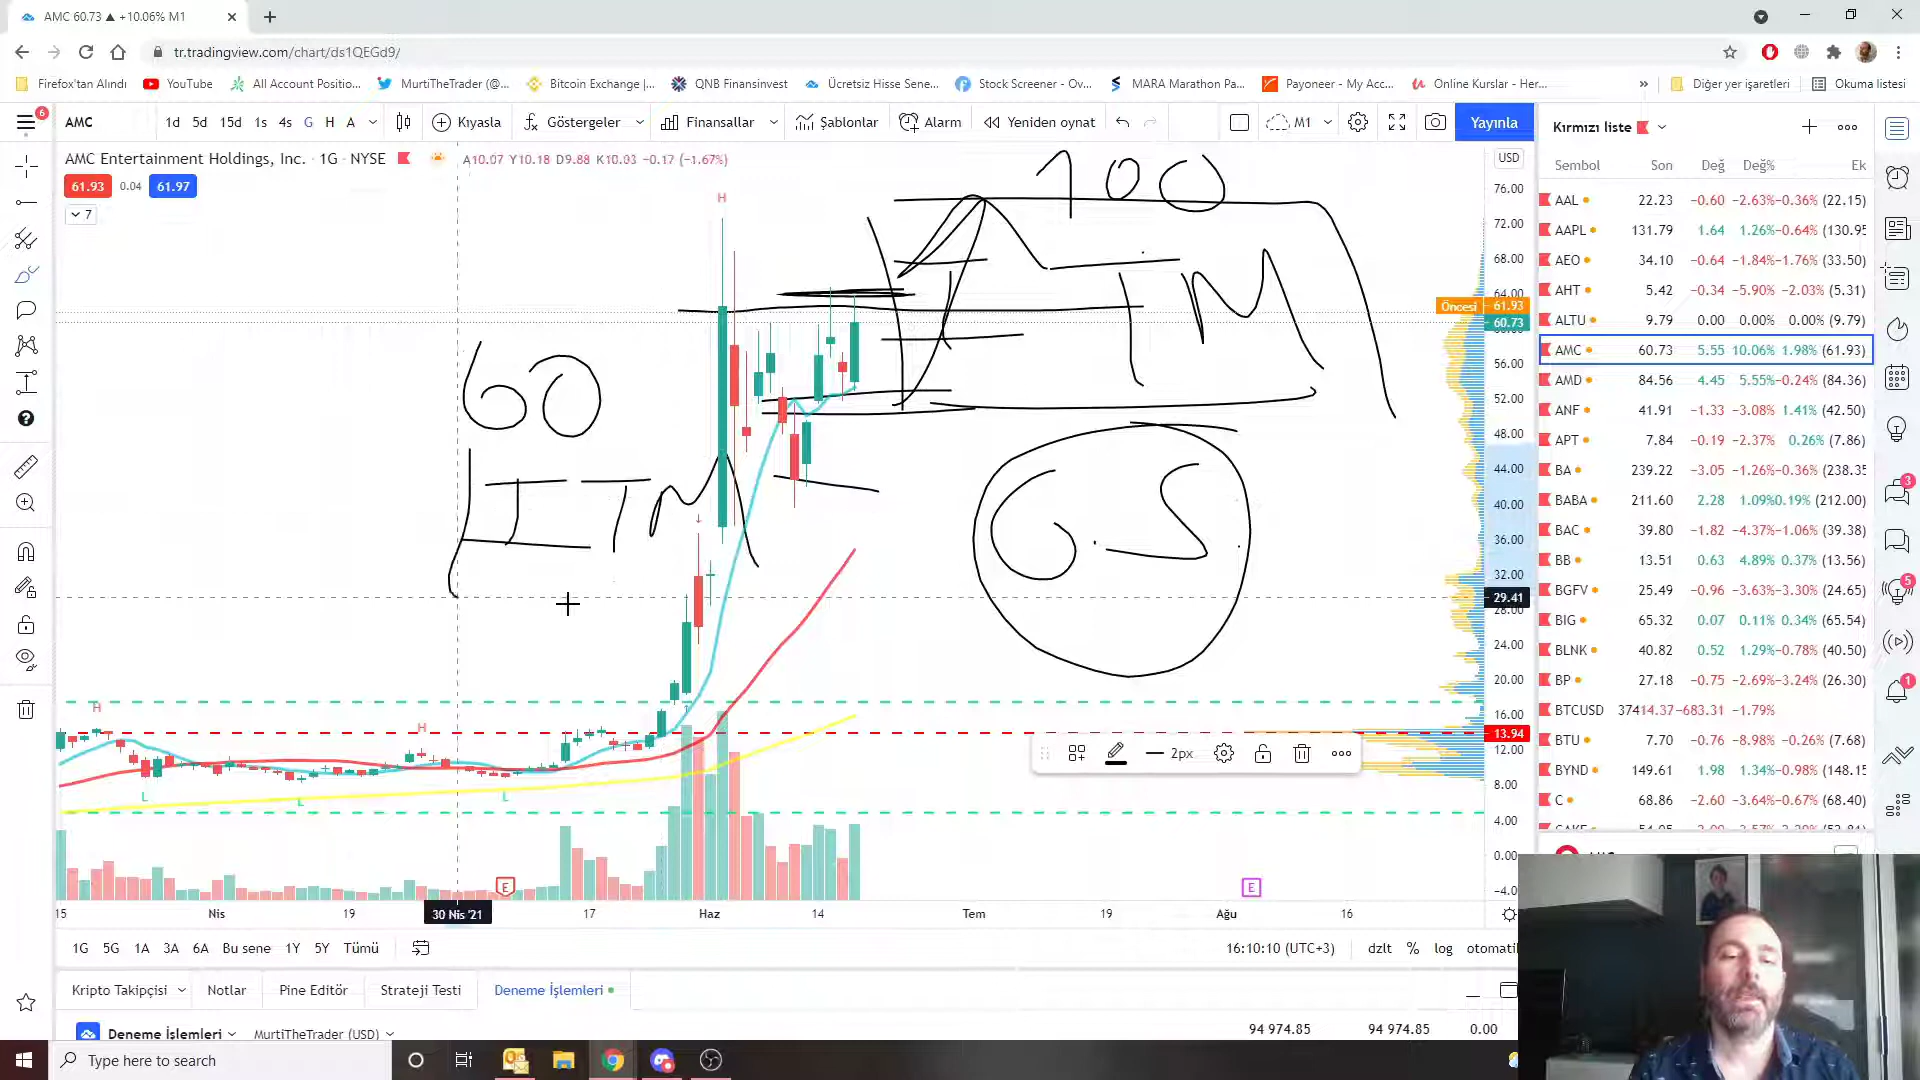 AMC 60.73 ▲ +10.06% M1
tr.tradingview.com/chart/ds1QEGd9/
Firefox'tan Alındı YouTube All Account Positio... MurtiTheTrader (@... Bitcoin Exchange |... QNB Finansinvest Ücretsiz Hisse Sene... Stock Screener - Ov... MARA Marathon Pa... Payoneer - My Acc... Online Kurslar - Her... » Diğer yer işaretleri Okuma listesi
6
AMC 1d 5d 15d 1s 4s G H A Kıyasla Göstergeler Finansallar Şablonlar Alarm Yeniden oynat M1 Yayınla
Kırmızı liste
AMC Entertainment Holdings, Inc. · 1G · NYSE A10.07 Y10.18 D9.88 K10.03 −0.17 (−1.67%)
61.93 0.04 61.97
7
USD
76.00
72.00
68.00
64.00
Öncesi 61.93
60.73
56.00
52.00
48.00
44.00
40.00
36.00
32.00
29.41
28.00
24.00
20.00
16.00
13.94
12.00
8.00
4.00
0.00
−4.0
H
100
ITM
60
ITM
6.5
H
H
L
L
L
E
E
2px
15 Nis 19 30 Nis '21 17 Haz 14 Tem 19 Ağu 16
1G 5G 1A 3A 6A Bu sene 1Y 5Y Tümü 16:10:10 (UTC+3) dzlt % log otomatik
Kripto Takipçisi Notlar Pine Editör Strateji Testi Deneme İşlemleri
Deneme İşlemleri MurtiTheTrader (USD) 94 974.85 94 974.85 0.00
Sembol Son Değ Değ% Ek
AAL 22.23 −0.60 −2.63% −0.36% (22.15)
AAPL 131.79 1.64 1.26% −0.64% (130.95
AEO 34.10 −0.64 −1.84% −1.76% (33.50)
AHT 5.42 −0.34 −5.90% −2.03% (5.31)
ALTU 9.79 0.00 0.00% 0.00% (9.79)
AMC 60.73 5.55 10.06% 1.98% (61.93)
AMD 84.56 4.45 5.55% −0.24% (84.36)
ANF 41.91 −1.33 −3.08% 1.41% (42.50)
APT 7.84 −0.19 −2.37% 0.26% (7.86)
BA 239.22 −3.05 −1.26% −0.36% (238.35
BABA 211.60 2.28 1.09% 0.19% (212.00)
BAC 39.80 −1.82 −4.37% −1.06% (39.38)
BB 13.51 0.63 4.89% 0.37% (13.56)
BGFV 25.49 −0.96 −3.63% −3.30% (24.65)
BIG 65.32 0.07 0.11% 0.34% (65.54)
BLNK 40.82 0.52 1.29% −0.78% (40.50)
BP 27.18 −0.75 −2.69% −3.24% (26.30)
BTCUSD 37414.37 −683.31 −1.79%
BTU 7.70 −0.76 −8.98% −0.26% (7.68)
BYND 149.61 1.98 1.34% −0.98% (148.15
C 68.86 −2.60 −3.64% −0.67% (68.40)
3
5
1
Type here to search